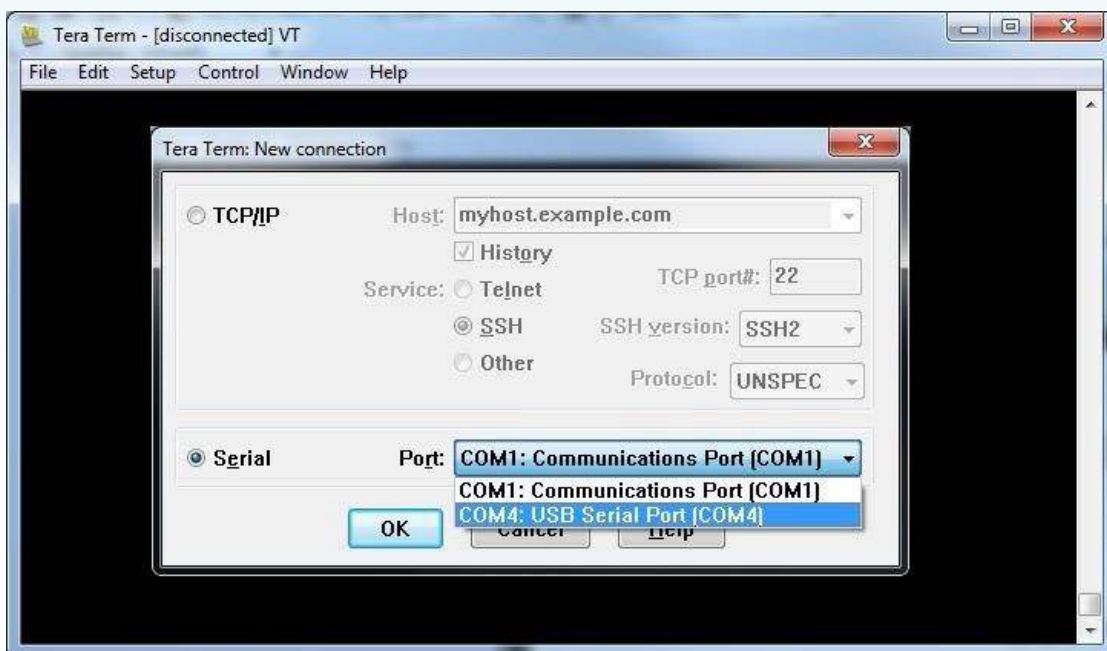 Tera Term - [disconnected] VT
File Edit Setup Control Window Help
Tera Term: New connection
TCP/IP Host: myhost.example.com
History
Service: Telnet TCP port#: 22
SSH SSH version: SSH2
Other Protocol: UNSPEC
Serial Port: COM1: Communications Port (COM1)
COM1: Communications Port (COM1)
COM4: USB Serial Port (COM4)
OK Cancel Help